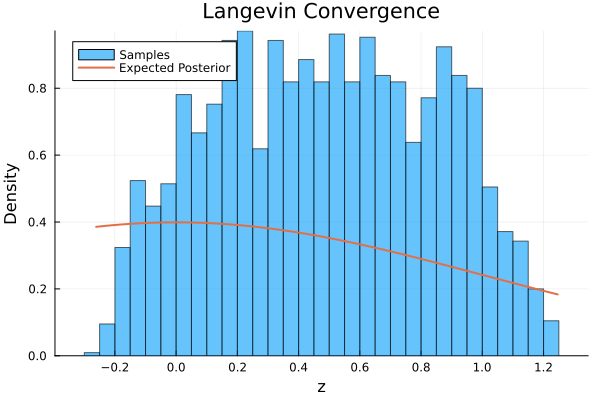 Langevin Convergence
Samples
Expected Posterior
Density
0.8
0.6
0.4
0.2
0.0
−0.2 0.0 0.2 0.4 0.6 0.8 1.0 1.2
z